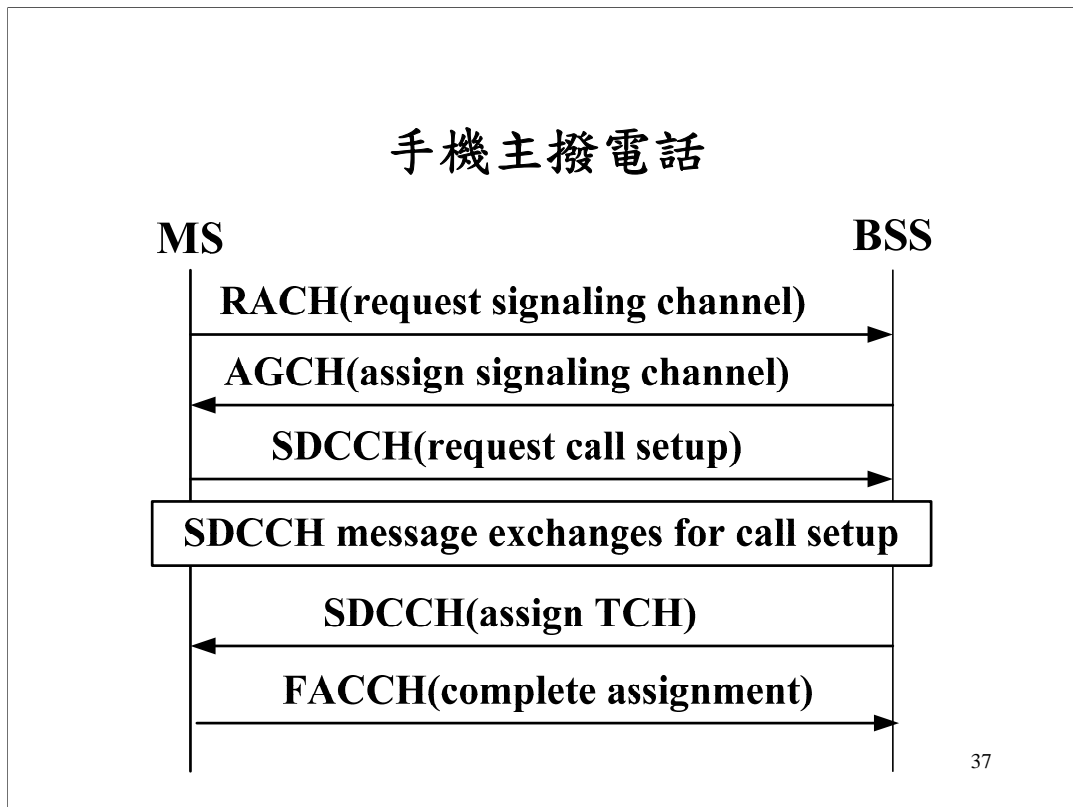 手機主撥電話
MS
BSS
RACH(request signaling channel)
AGCH(assign signaling channel)
SDCCH(request call setup)
SDCCH message exchanges for call setup
SDCCH(assign TCH)
FACCH(complete assignment)
37